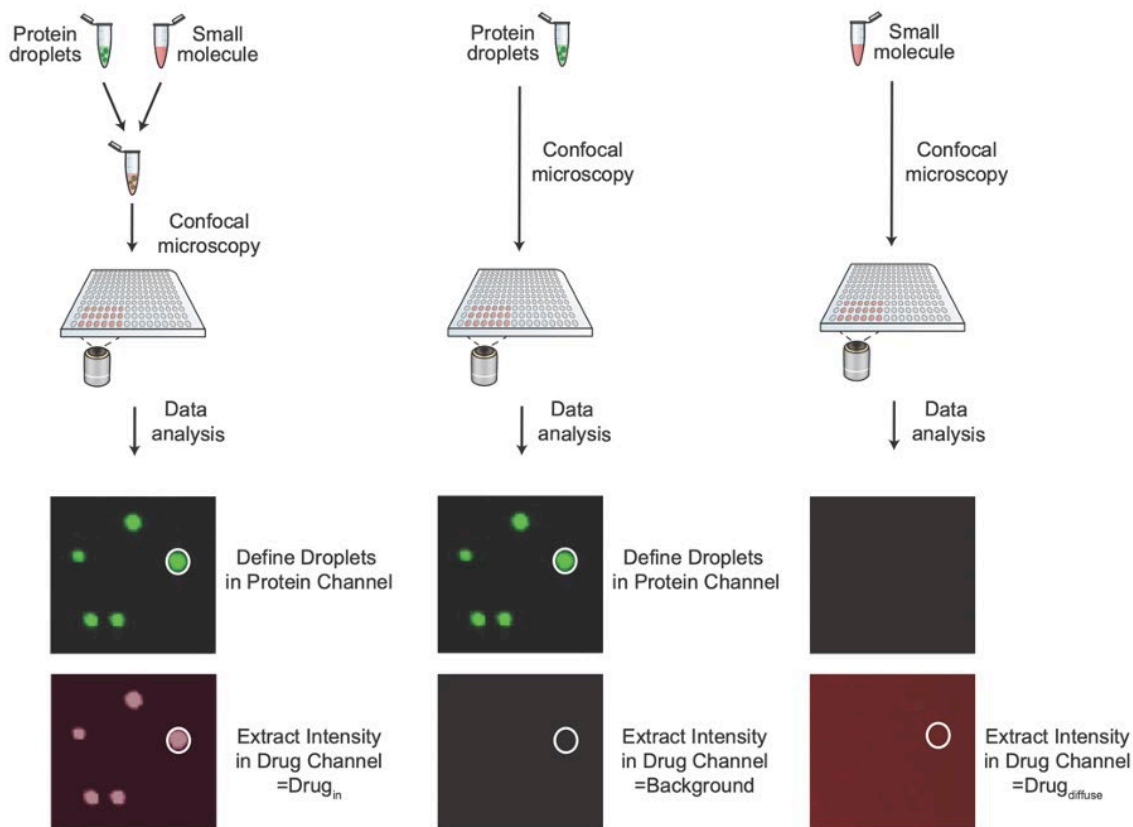 Protein
droplets
Small
molecule
Confocal
microscopy
Data
analysis
Define Droplets
in Protein Channel
Extract Intensity
in Drug Channel
=Drugin
Protein
droplets
Confocal
microscopy
Data
analysis
Define Droplets
in Protein Channel
Extract Intensity
in Drug Channel
=Background
Small
molecule
Confocal
microscopy
Data
analysis
Extract Intensity
in Drug Channel
=Drugdiffuse